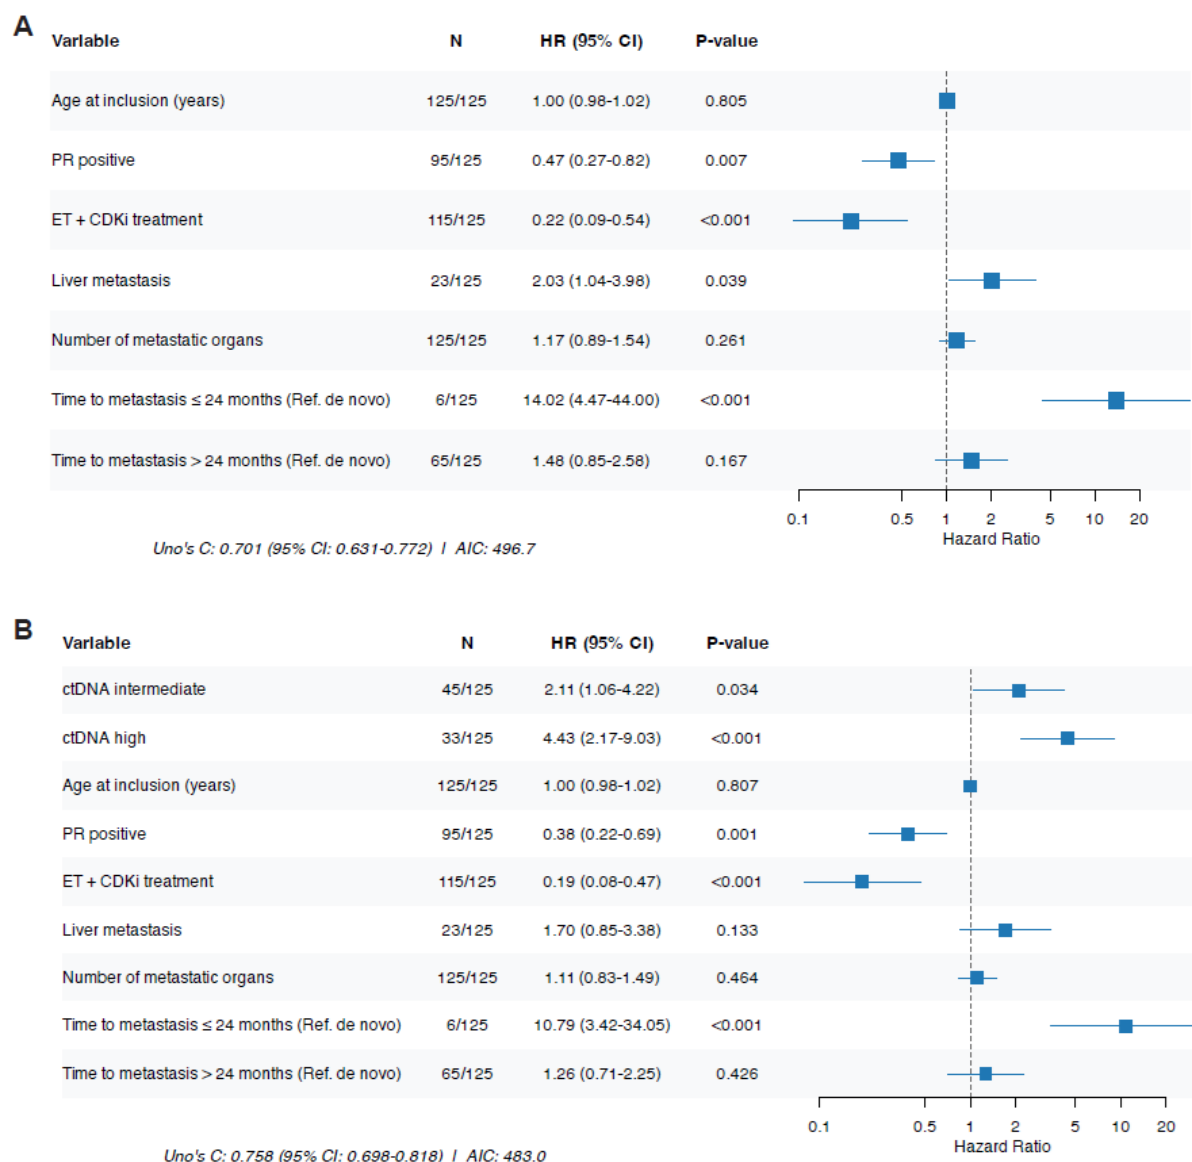 A
Variable N HR (95% CI) P-value
Age at inclusion (years) 125/125 1.00 (0.98-1.02) 0.805
PR positive 95/125 0.47 (0.27-0.82) 0.007
ET + CDKi treatment 115/125 0.22 (0.09-0.54) <0.001
Liver metastasis 23/125 2.03 (1.04-3.98) 0.039
Number of metastatic organs 125/125 1.17 (0.89-1.54) 0.261
Time to metastasis ≤ 24 months (Ref. de novo) 6/125 14.02 (4.47-44.00) <0.001
Time to metastasis > 24 months (Ref. de novo) 65/125 1.48 (0.85-2.58) 0.167
0.1 0.5 1 2 5 10 20
Hazard Ratio
Uno's C: 0.701 (95% CI: 0.631-0.772) | AIC: 496.7
B
Variable N HR (95% CI) P-value
ctDNA intermediate 45/125 2.11 (1.06-4.22) 0.034
ctDNA high 33/125 4.43 (2.17-9.03) <0.001
Age at inclusion (years) 125/125 1.00 (0.98-1.02) 0.807
PR positive 95/125 0.38 (0.22-0.69) 0.001
ET + CDKi treatment 115/125 0.19 (0.08-0.47) <0.001
Liver metastasis 23/125 1.70 (0.85-3.38) 0.133
Number of metastatic organs 125/125 1.11 (0.83-1.49) 0.464
Time to metastasis ≤ 24 months (Ref. de novo) 6/125 10.79 (3.42-34.05) <0.001
Time to metastasis > 24 months (Ref. de novo) 65/125 1.26 (0.71-2.25) 0.426
0.1 0.5 1 2 5 10 20
Hazard Ratio
Uno's C: 0.758 (95% CI: 0.698-0.818) | AIC: 483.0